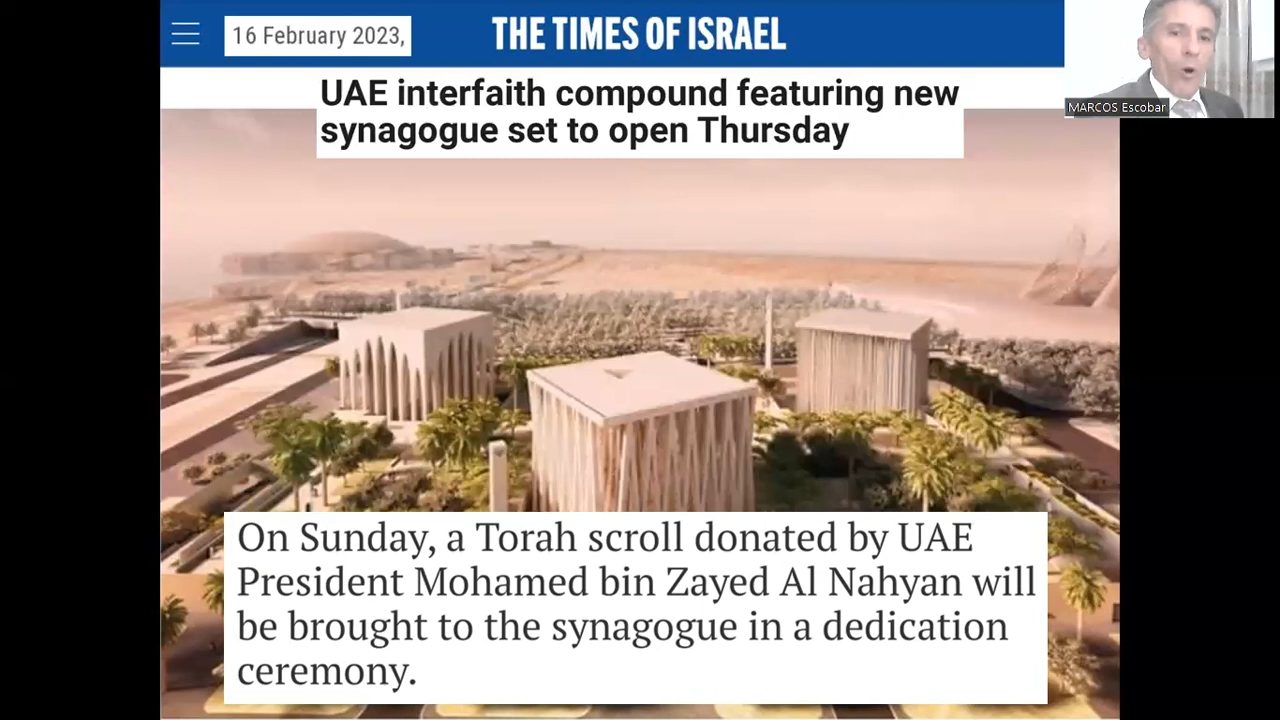 16 February 2023,
THE TIMES OF ISRAEL
MARCOS Escobar
UAE interfaith compound featuring new
synagogue set to open Thursday
On Sunday, a Torah scroll donated by UAE
President Mohamed bin Zayed Al Nahyan will
be brought to the synagogue in a dedication
ceremony.